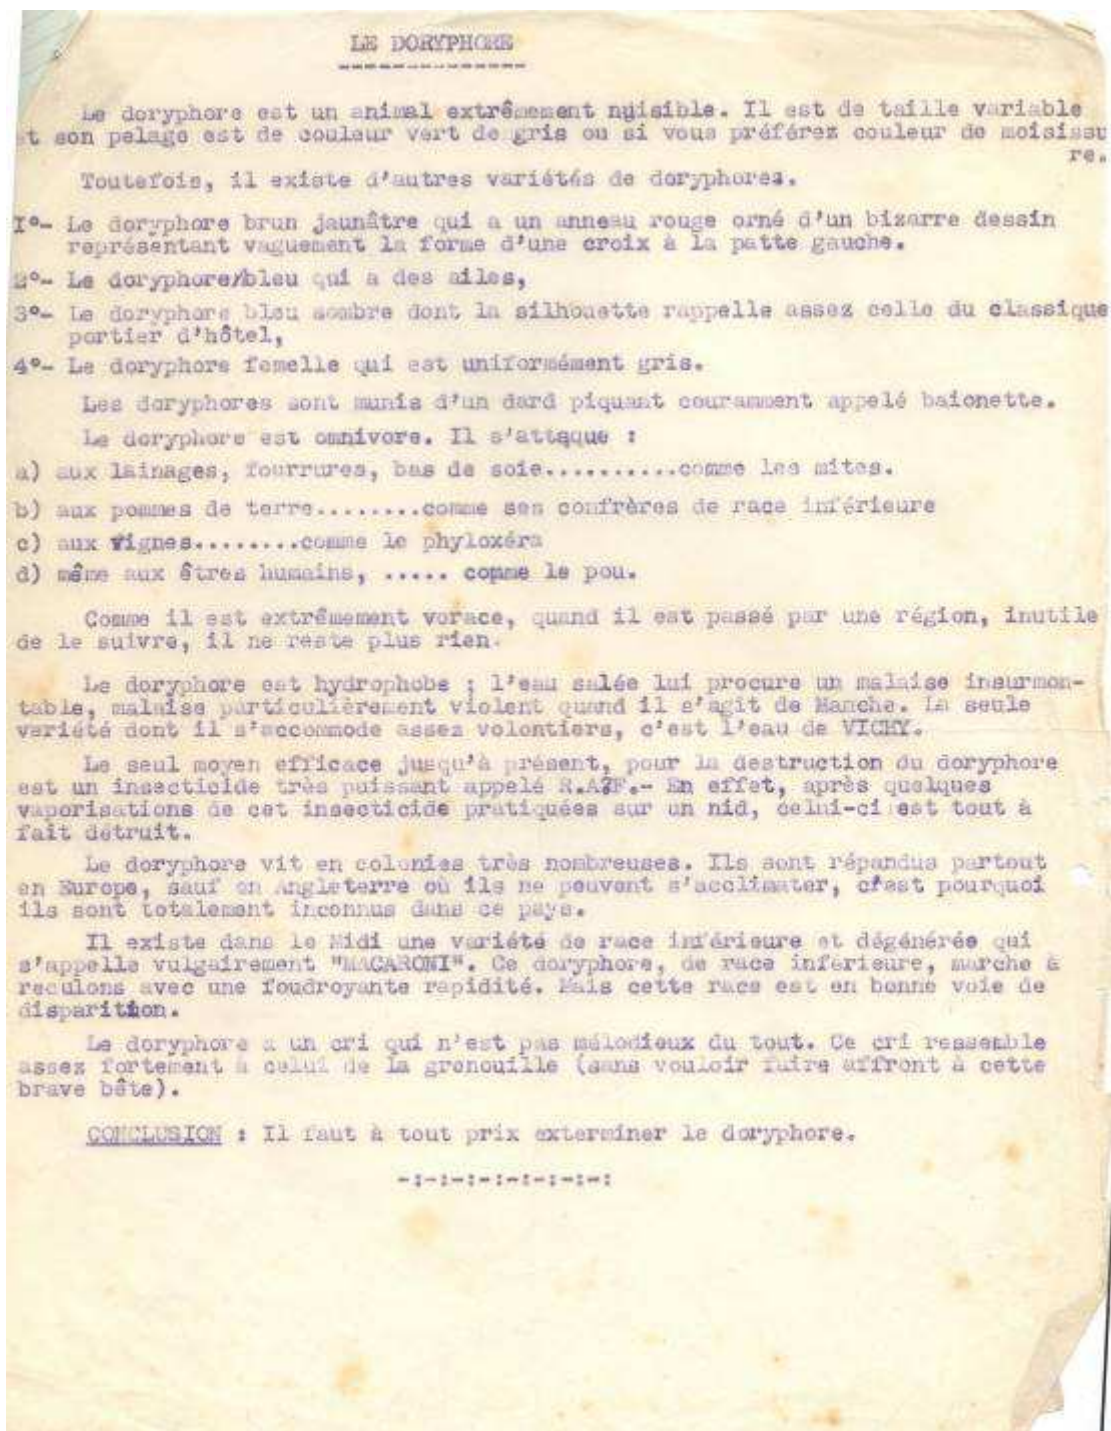 LE DORYPHORE
---------------
Le doryphore est un animal extrêmement nuisible. Il est de taille variable
et son pelage est de couleur vert de gris ou si vous préférez couleur de moisissu
re.
Toutefois, il existe d'autres variétés de doryphores.
I°- Le doryphore brun jaunâtre qui a un anneau rouge orné d'un bizarre dessin
représentant vaguement la forme d'une croix à la patte gauche.
2°- Le doryphore/bleu qui a des ailes,
3°- Le doryphore bleu sombre dont la silhouette rappelle assez celle du classique
portier d'hôtel,
4°- Le doryphore femelle qui est uniformément gris.
Les doryphores sont munis d'un dard piquant couramment appelé baionette.
Le doryphore est omnivore. Il s'attaque :
a) aux lainages, fourrures, bas de soie..........comme les mites.
b) aux pommes de terre........comme ses confrères de race inférieure
c) aux vignes........comme le phyloxéra
d) même aux êtres humains, ..... comme le pou.
Comme il est extrêmement vorace, quand il est passé par une région, inutile
de le suivre, il ne reste plus rien.
Le doryphore est hydrophobe ; l'eau salée lui procure un malaise insurmon-
table, malaise particulièrement violent quand il s'agit de Manche. La seule
variété dont il s'accommode assez volontiers, c'est l'eau de VICHY.
Le seul moyen efficace jusqu'à présent, pour la destruction du doryphore
est un insecticide très puissant appelé R.A.F.- En effet, après quelques
vaporisations de cet insecticide pratiquées sur un nid, celui-ci est tout à
fait détruit.
Le doryphore vit en colonies très nombreuses. Ils sont répandus partout
en Europe, sauf en Angleterre où ils ne peuvent s'acclimater, c'est pourquoi
ils sont totalement inconnus dans ce pays.
Il existe dans le Midi une variété de race inférieure et dégénérée qui
s'appelle vulgairement "MACARONI". Ce doryphore, de race inférieure, marche à
reculons avec une foudroyante rapidité. Mais cette race est en bonne voie de
disparition.
Le doryphore a un cri qui n'est pas mélodieux du tout. Ce cri ressemble
assez fortement à celui de la grenouille (sans vouloir faire affront à cette
brave bête).
CONCLUSION : Il faut à tout prix exterminer le doryphore.
-:-:-:-:-:-:-:-: